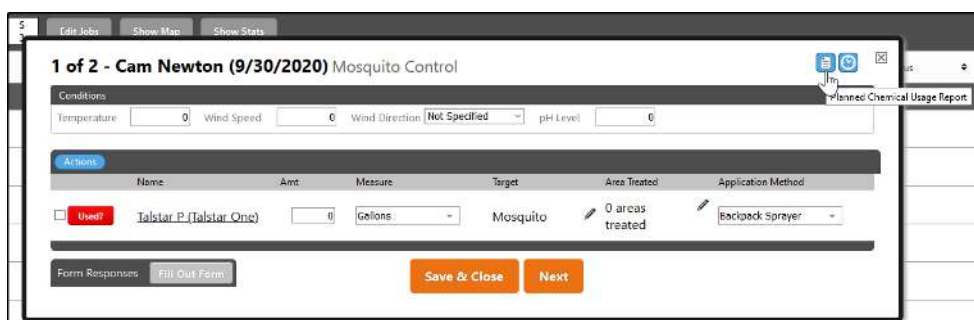 S
3
Edit Jobs Show Map Show Stats
1 of 2 - Cam Newton (9/30/2020) Mosquito Control
us
Planned Chemical Usage Report
Conditions
Temperature 0 Wind Speed 0 Wind Direction Not Specified pH Level 0
Actions
Name Amt Measure Target Area Treated Application Method
Used? Talstar P (Talstar One) 0 Gallons Mosquito 0 areas treated Backpack Sprayer
Form Responses Fill Out Form Save & Close Next